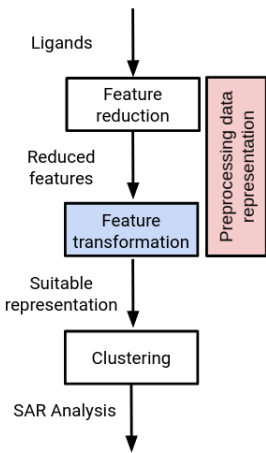 Ligands
Feature
reduction
Preprocessing data
representation
Reduced
features
Feature
transformation
Suitable
representation
Clustering
SAR Analysis